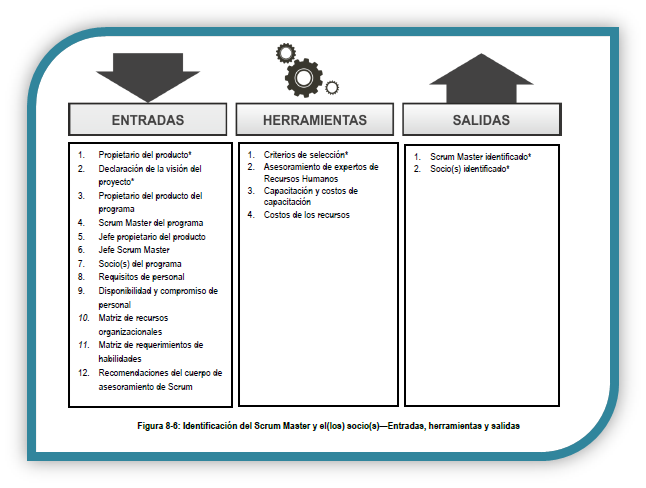 ENTRADAS
HERRAMIENTAS
SALIDAS
1. Propietario del producto*
2. Declaración de la visión del
proyecto*
3. Propietario del producto del
programa
4. Scrum Master del programa
5. Jefe propietario del producto
6. Jefe Scrum Master
7. Socio(s) del programa
8. Requisitos de personal
9. Disponibilidad y compromiso de
personal
10. Matriz de recursos
organizacionales
11. Matriz de requerimientos de
habilidades
12. Recomendaciones del cuerpo de
asesoramiento de Scrum
1. Criterios de selección*
2. Asesoramiento de expertos de
Recursos Humanos
3. Capacitación y costos de
capacitación
4. Costos de los recursos
1. Scrum Master identificado*
2. Socio(s) identificado*
Figura 8-6: Identificación del Scrum Master y el(los) socio(s)—Entradas, herramientas y salidas